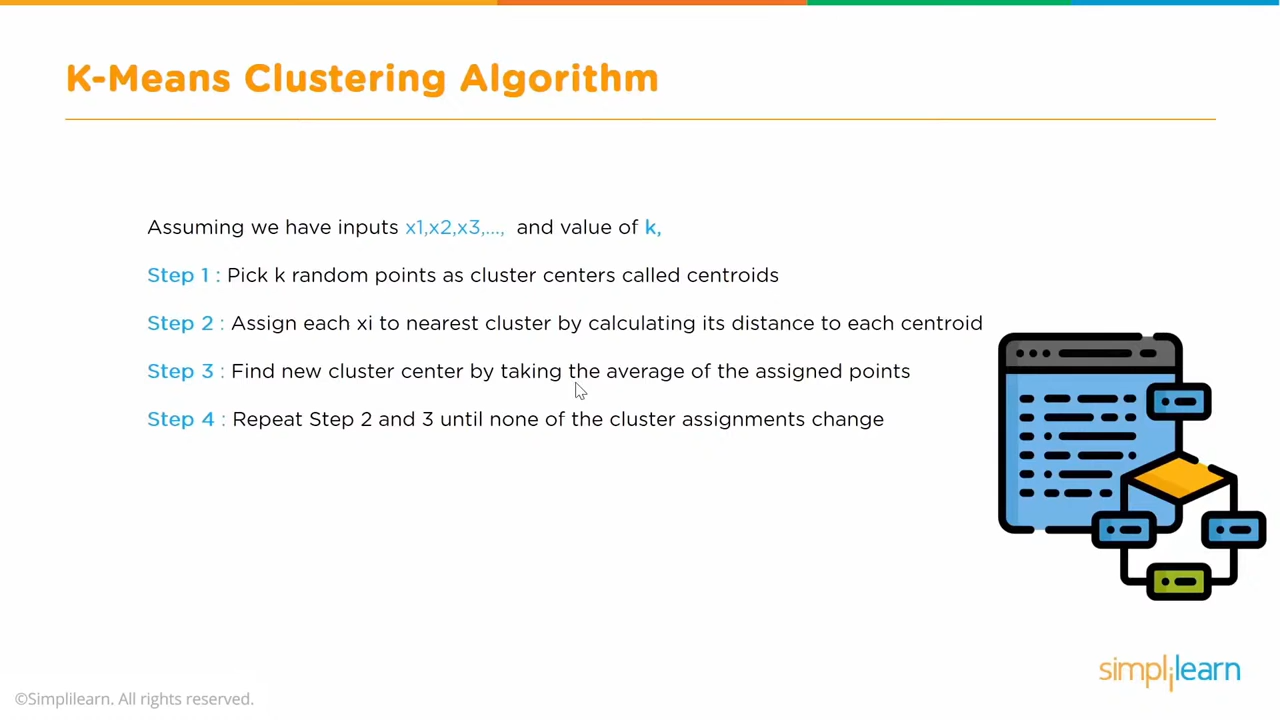 K-Means Clustering Algorithm
Assuming we have inputs x1,x2,x3,..., and value of k,
Step 1 : Pick k random points as cluster centers called centroids
Step 2 : Assign each xi to nearest cluster by calculating its distance to each centroid
Step 3 : Find new cluster center by taking the average of the assigned points
Step 4 : Repeat Step 2 and 3 until none of the cluster assignments change
simplilearn
©Simplilearn. All rights reserved.